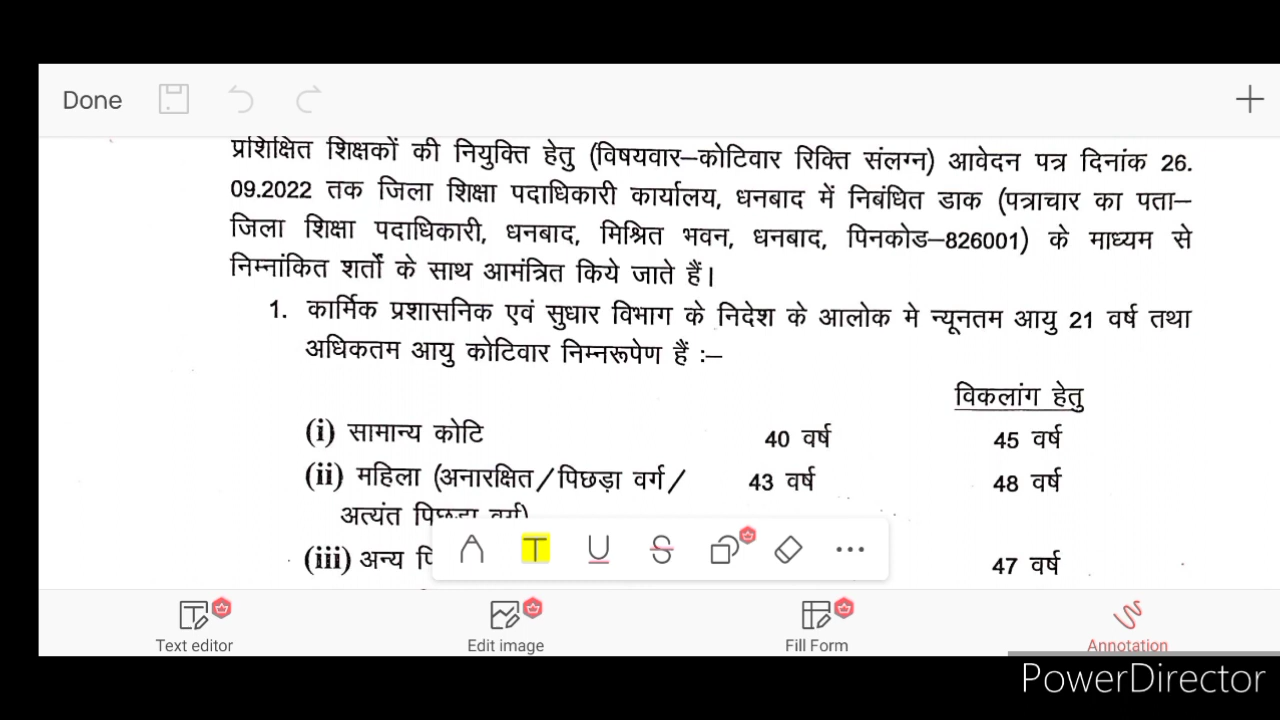 Done
प्रशिक्षित शिक्षकों की नियुक्ति हेतु (विषयवार–कोटिवार रिक्ति संलग्न) आवेदन पत्र दिनांक 26.
09.2022 तक जिला शिक्षा पदाधिकारी कार्यालय, धनबाद में निबंधित डाक (पत्राचार का पता–
जिला शिक्षा पदाधिकारी, धनबाद, मिश्रित भवन, धनबाद, पिनकोड–826001) के माध्यम से
निम्नांकित शर्तों के साथ आमंत्रित किये जाते हैं।
1. कार्मिक प्रशासनिक एवं सुधार विभाग के निदेश के आलोक मे न्यूनतम आयु 21 वर्ष तथा
अधिकतम आयु कोटिवार निम्नरूपेण हैं :–
विकलांग हेतु
(i) सामान्य कोटि 40 वर्ष 45 वर्ष
(ii) महिला (अनारक्षित/पिछड़ा वर्ग/ 43 वर्ष 48 वर्ष
अत्यंत पिछड़ा वर्ग)
(iii) अन्य 47 वर्ष
T U S
Text editor Edit image Fill Form Annotation
PowerDirector